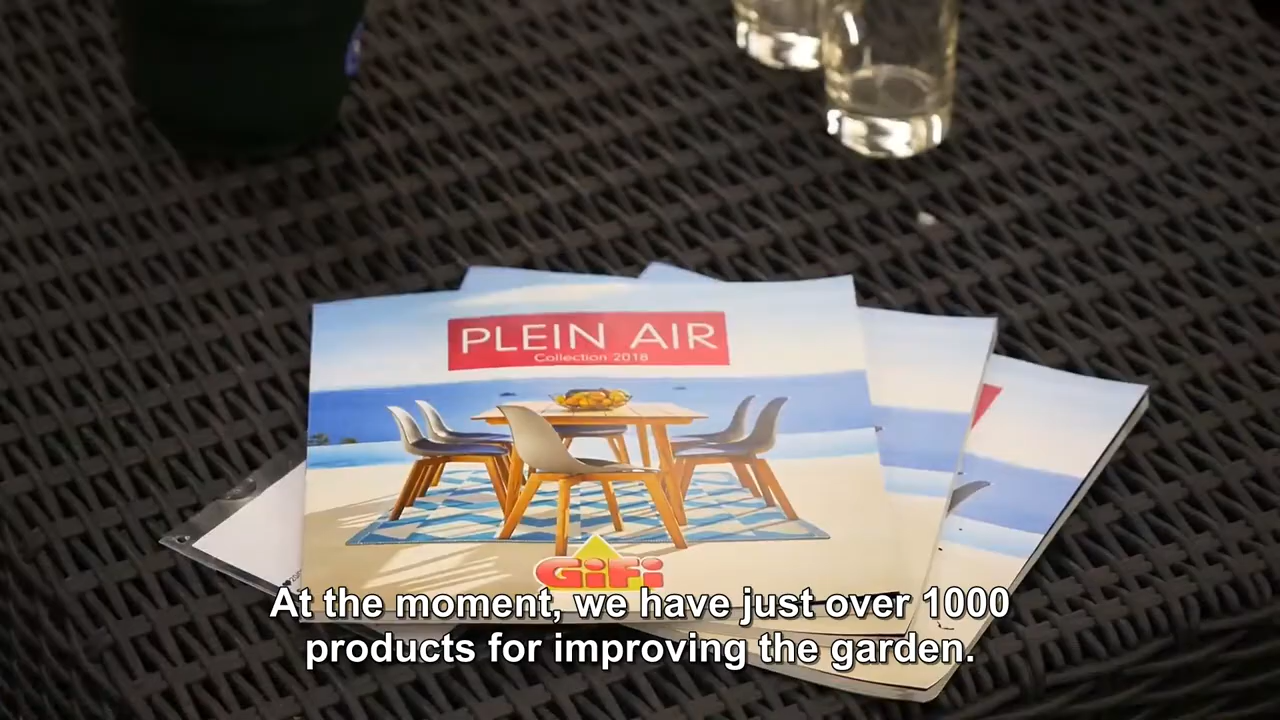 PLEIN AIR
Collection 2018
GiFi
At the moment, we have just over 1000
products for improving the garden.